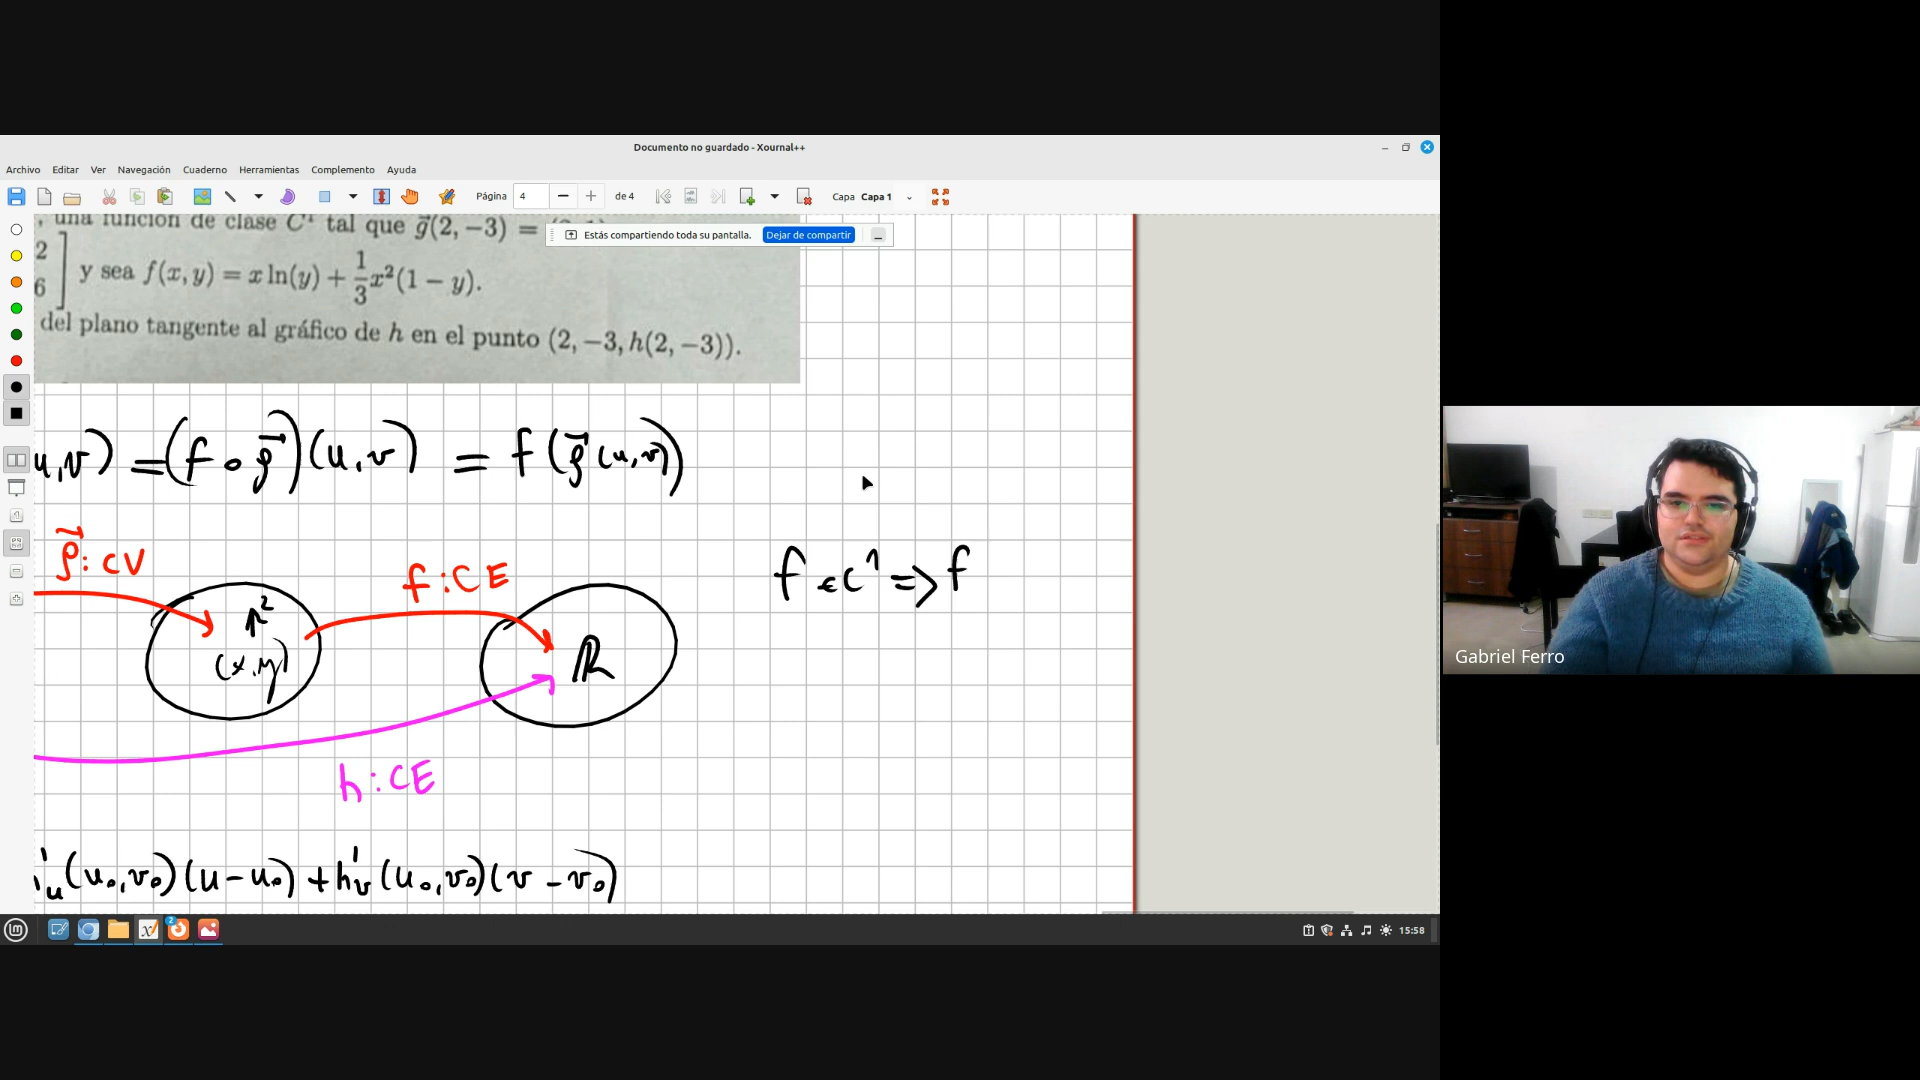 Documento no guardado - Xournal++
Archivo Editar Ver Navegación Cuaderno Herramientas Complemento Ayuda
Página 4 de 4 Capa Capa 1
, una función de clase C¹ tal que g⃗(2, −3) =
Estás compartiendo toda su pantalla. Dejar de compartir
2
6 ] y sea f(x, y) = x ln(y) + 1/3 x²(1 − y).
del plano tangente al gráfico de h en el punto (2, −3, h(2, −3)).
u,v) = (f ∘ g⃗)(u,v) = f(g⃗(u,v))
g⃗: CV
f: CE
f ∈ C¹ => f
ℝ²
(x,y)
ℝ
h: CE
h'u(u₀,v₀)(u−u₀) + h'v(u₀,v₀)(v−v₀)
Gabriel Ferro
2
15:58